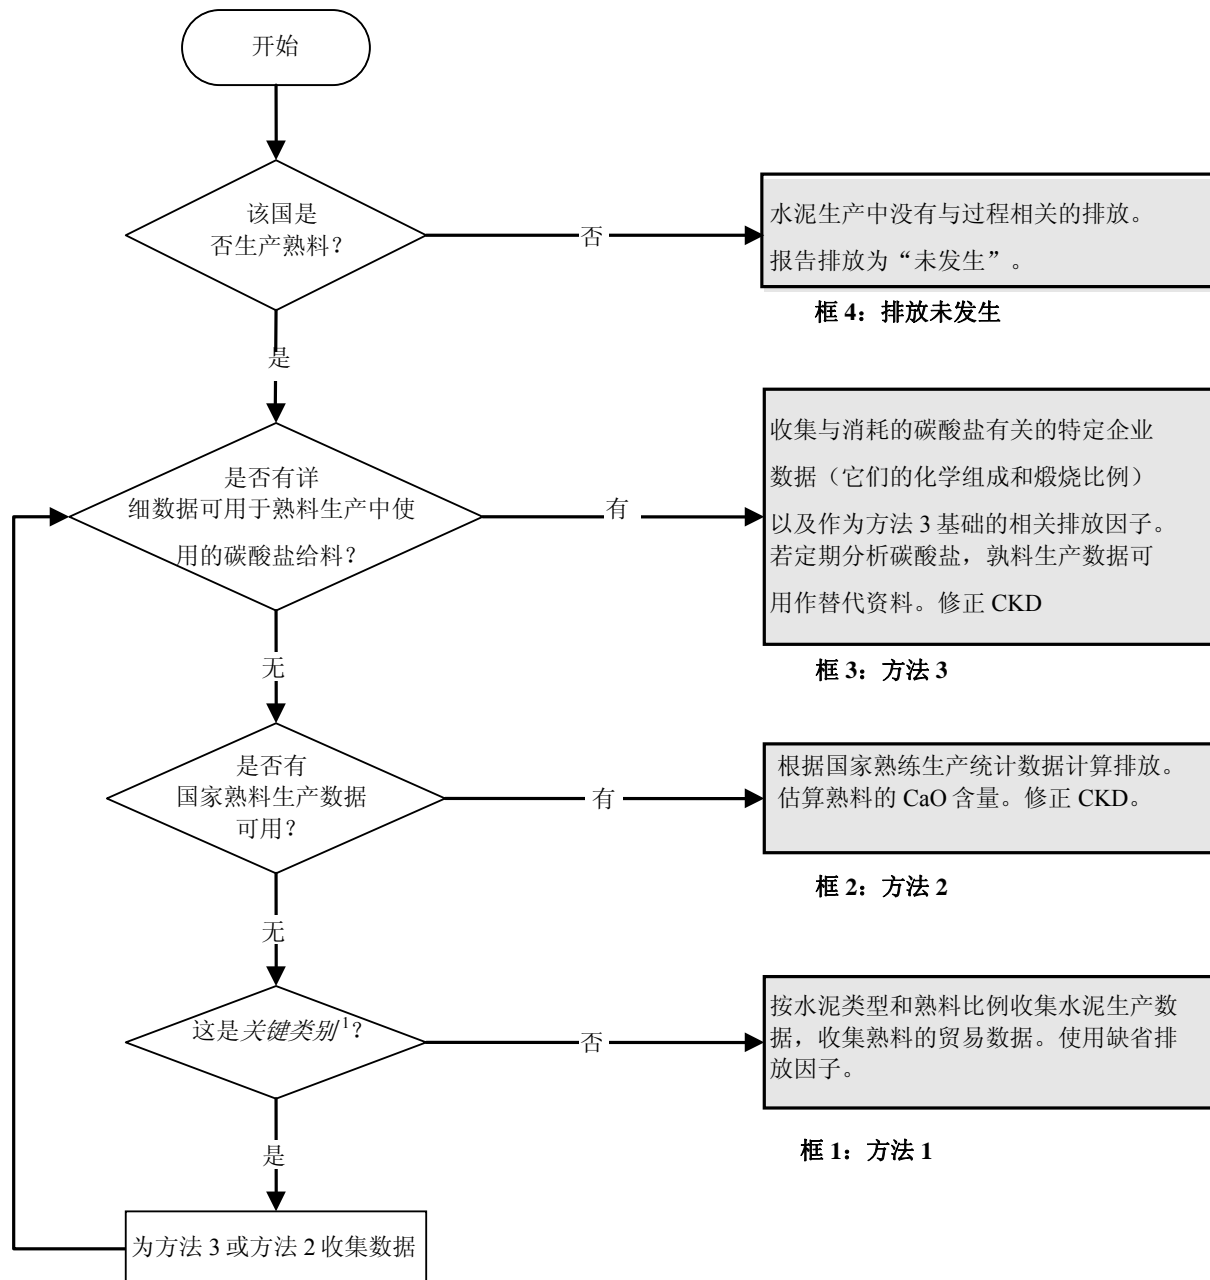 开始
该国是
否生产熟料？
否
水泥生产中没有与过程相关的排放。
报告排放为“未发生”。
框 4：排放未发生
是
是否有详
细数据可用于熟料生产中使
用的碳酸盐给料？
有
收集与消耗的碳酸盐有关的特定企业
数据（它们的化学组成和煅烧比例）
以及作为方法 3 基础的相关排放因子。
若定期分析碳酸盐，孰料生产数据可
用作替代资料。修正 CKD
框 3：方法 3
无
是否有
国家熟料生产数据
可用？
有
根据国家熟练生产统计数据计算排放。
估算熟料的 CaO 含量。修正 CKD。
框 2：方法 2
无
这是关键类别¹？
否
按水泥类型和熟料比例收集水泥生产数
据，收集熟料的贸易数据。使用缺省排
放因子。
框 1：方法 1
是
为方法 3 或方法 2 收集数据